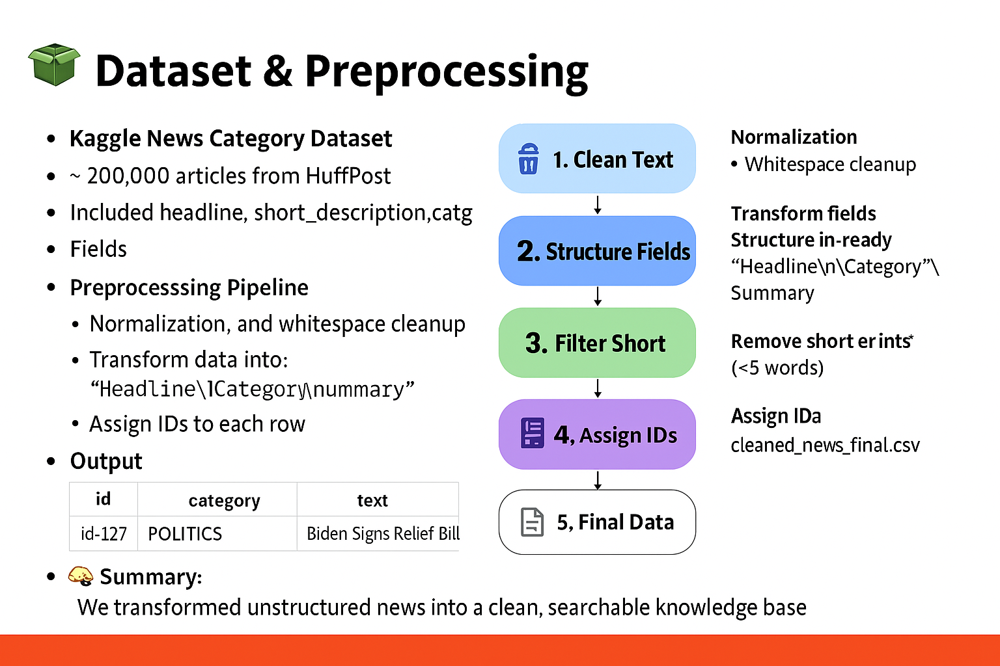 Dataset & Preprocessing
• Kaggle News Category Dataset
• ~ 200,000 articles from HuffPost
• Included headline, short_description,catg
• Fields
• Preprocesssing Pipeline
• Normalization, and whitespace cleanup
• Transform data into:
“Headline\lCategory\nummary”
• Assign IDs to each row
• Output
id category text
id-127 POLITICS Biden Signs Relief Bill
• Summary:
We transformed unstructured news into a clean, searchable knowledge base
1. Clean Text
2. Structure Fields
3. Filter Short
4, Assign IDs
5, Final Data
Normalization
• Whitespace cleanup
Transform fields
Structure in-ready
“Headline\n\Category”\
Summary
Remove short erints*
(<5 words)
Assign IDa
cleaned_news_final.csv